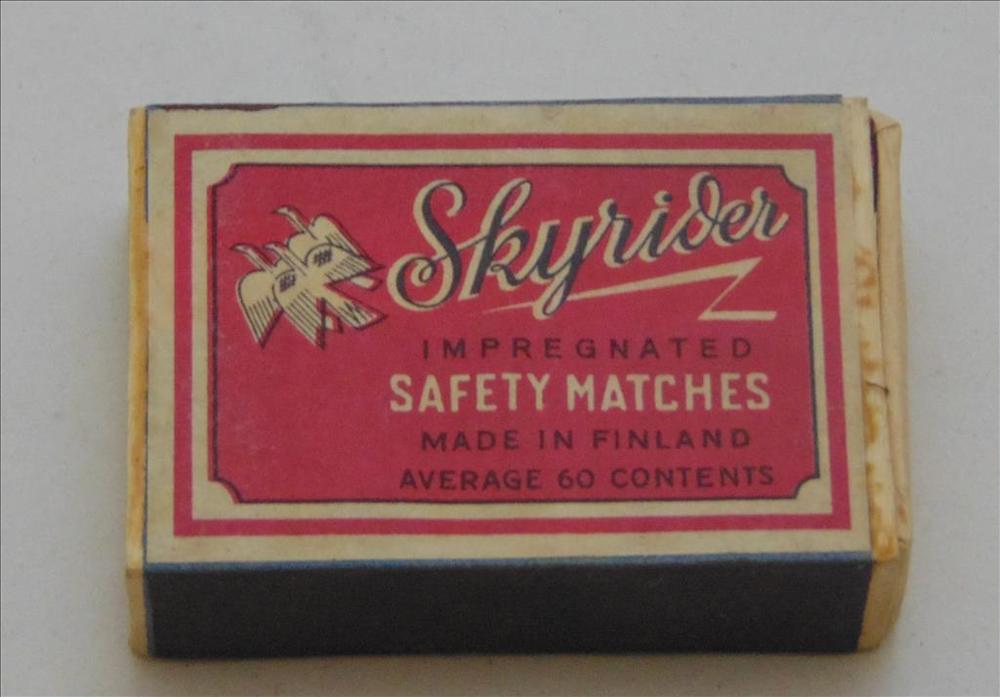 Skyrider
IMPREGNATED
SAFETY MATCHES
MADE IN FINLAND
AVERAGE 60 CONTENTS